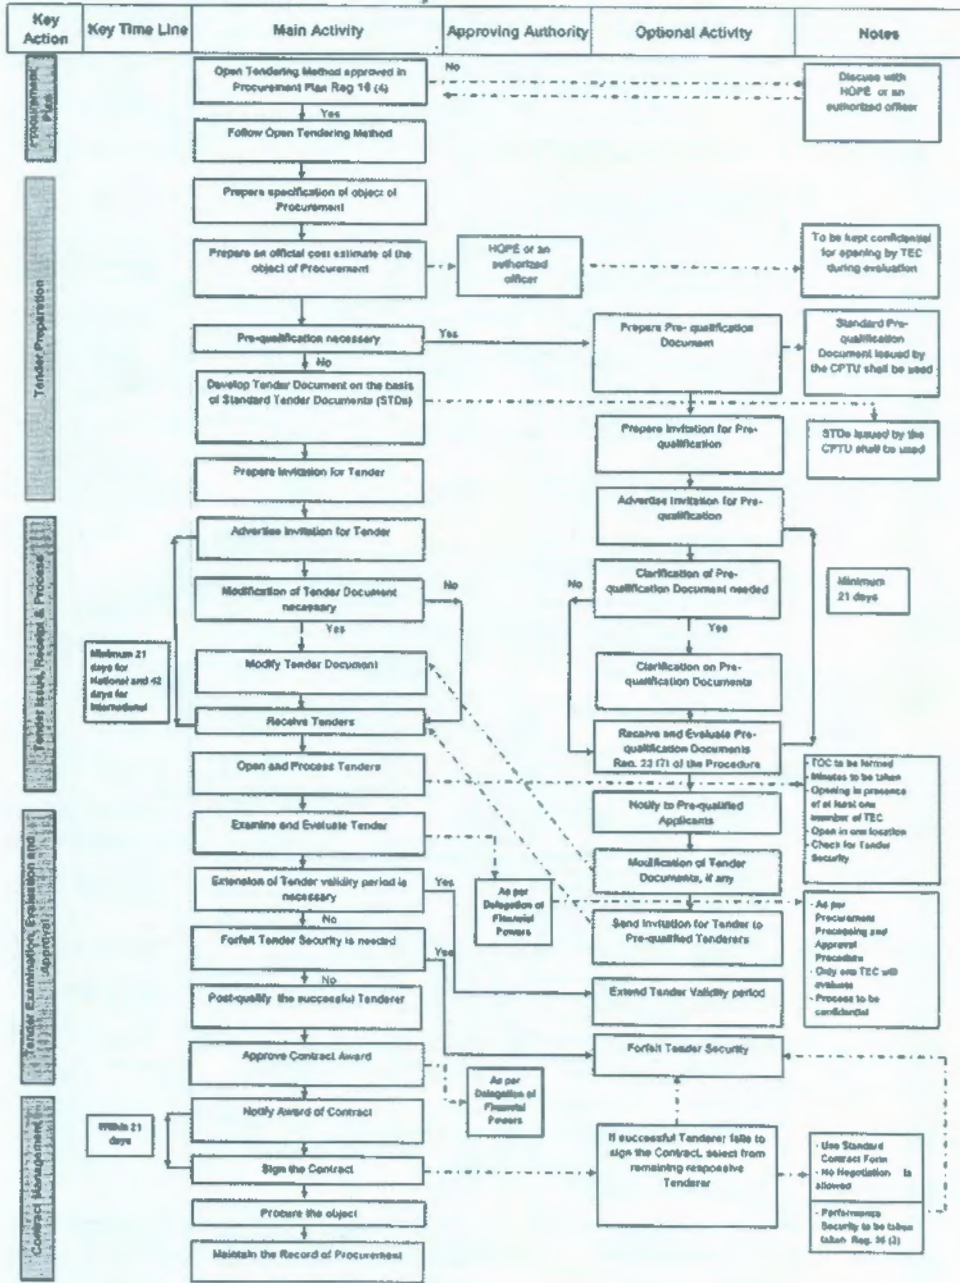 Key Action
Key Time Line
Main Activity
Approving Authority
Optional Activity
Notes
Procurement Plan
Open Tendering Method approved in
Procurement Plan Reg 16 (4)
No
Discuss with
HOPE or an
authorized officer
Yes
Follow Open Tendering Method
Tender Preparation
Prepare specification of object of
Procurement
Prepare an official cost estimate of the
object of Procurement
HOPE or an
authorized
officer
To be kept confidential
for opening by TEC
during evaluation
Pre-qualification necessary
Yes
Prepare Pre- qualification
Document
Standard Pre-
qualification
Document issued by
the CPTU shall be used
No
Develop Tender Document on the basis
of Standard Tender Documents (STDs)
Prepare Invitation for Pre-
qualification
STDs issued by the
CPTU shall be used
Prepare Invitation for Tender
Advertise Invitation for Pre-
qualification
Tender Issue, Receipt & Process
Advertise Invitation for Tender
Clarification of Pre-
qualification Document needed
No
Minimum
21 days
Modification of Tender Document
necessary
No
Yes
Yes
Minimum 21
days for
National and 42
days for
International
Modify Tender Document
Clarification on Pre-
qualification Documents
Receive Tenders
Receive and Evaluate Pre-
qualification Documents
Reg. 23 (7) of the Procedure
Open and Process Tenders
- TOC to be formed
- Minutes to be taken
- Opening in presence
of at least one
member of TEC
- Open in one location
- Check for Tender
Security
Notify to Pre-qualified
Applicants
Tender Examination, Evaluation and
Approval
Examine and Evaluate Tender
Modification of Tender
Documents, if any
Extension of Tender validity period is
necessary
Yes
As per
Delegation of
Financial
Powers
Send Invitation for Tender to
Pre-qualified Tenderers
- As per
Procurement
Processing and
Approval
Procedure
- Only one TEC will
evaluate
- Process to be
confidential
No
Forfeit Tender Security is needed
Yes
No
Extend Tender Validity period
Post-qualify the successful Tenderer
Forfeit Tender Security
Approve Contract Award
As per
Delegation of
Financial
Powers
Contract Management
Notify Award of Contract
Within 21
days
If successful Tenderer fails to
sign the Contract, select from
remaining responsive
Tenderer
- Use Standard
Contract Form
- No Negotiation is
allowed
Sign the Contract
Procure the object
- Performance
Security to be taken
taken Reg. 36 (2)
Maintain the Record of Procurement